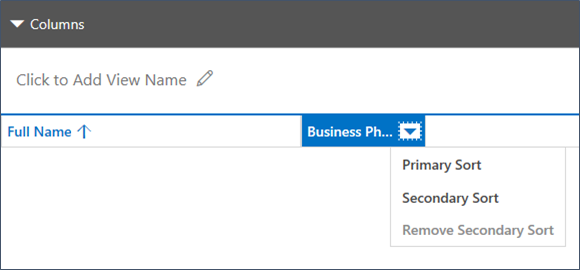 Columns
Click to Add View Name
Full Name Business Ph...
Primary Sort
Secondary Sort
Remove Secondary Sort